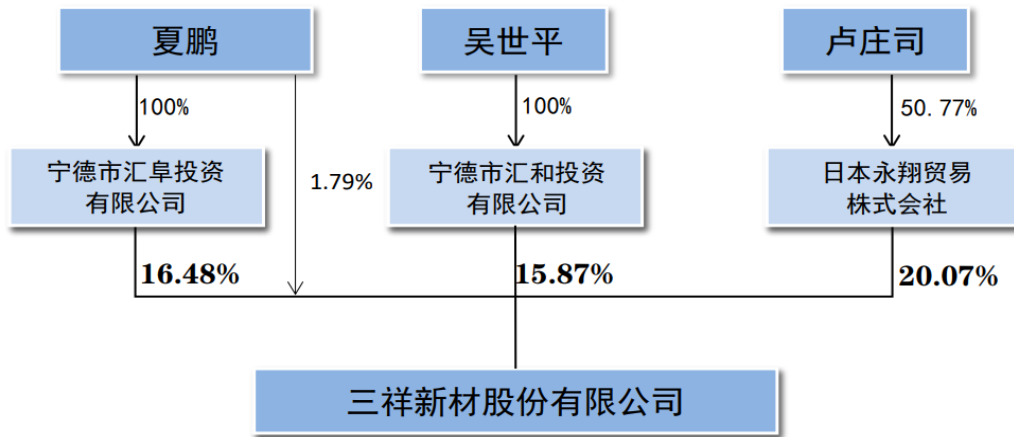 夏鹏
吴世平
卢庄司
100%
100%
50.77%
宁德市汇阜投资
有限公司
1.79%
宁德市汇和投资
有限公司
日本永翔贸易
株式会社
16.48%
15.87%
20.07%
三祥新材股份有限公司